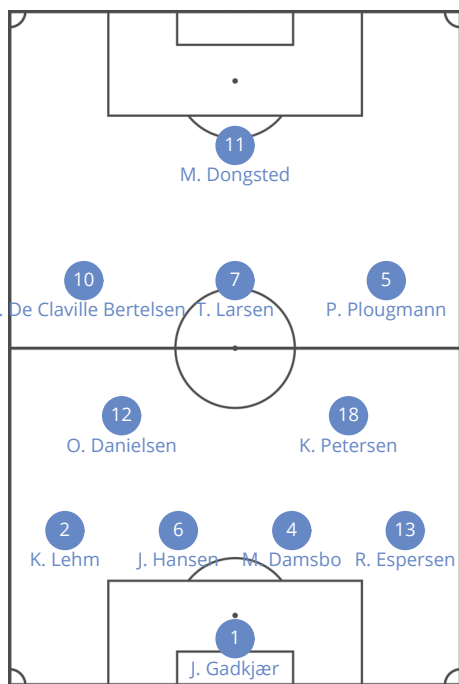 11
M. Dongsted
10 7 5
. De Claville Bertelsen T. Larsen P. Plougmann
12 18
O. Danielsen K. Petersen
2 6 4 13
K. Lehm J. Hansen M. Damsbo R. Espersen
1
J. Gadkjær